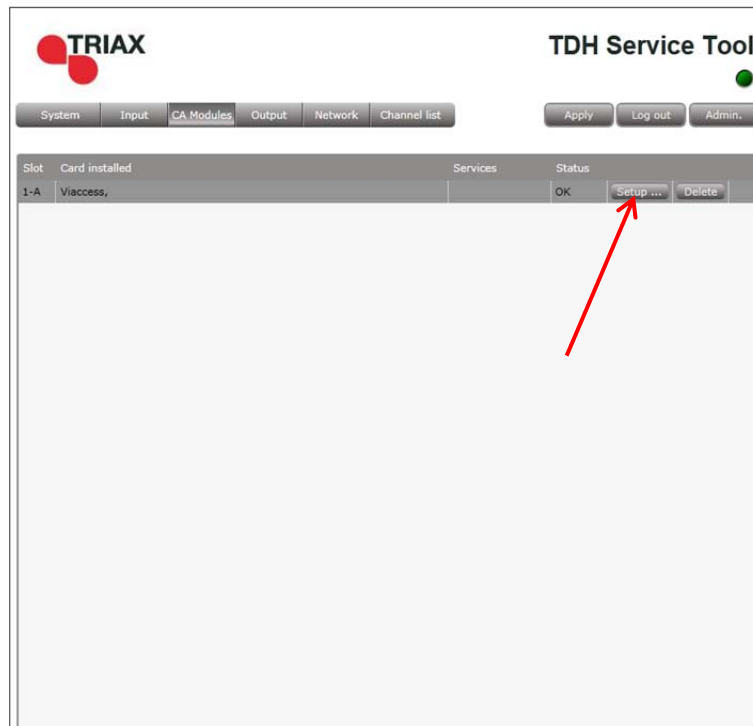 TRIAX
TDH Service Tool
System Input CA Modules Output Network Channel list Apply Log out Admin.
Slot Card installed Services Status
1-A Viaccess, OK Setup ... Delete